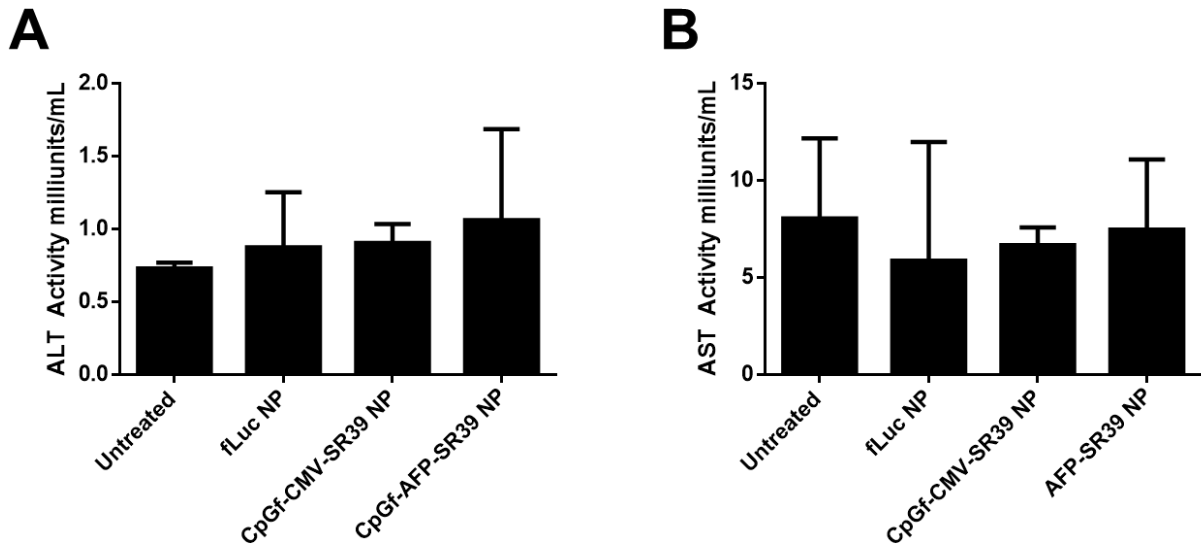 A
ALT Activity milliunits/mL
2.0
1.5
1.0
0.5
0.0
Untreated
fLuc NP
CpGf-CMV-SR39 NP
CpGf-AFP-SR39 NP
B
AST Activity milliunits/mL
15
10
5
0
Untreated
fLuc NP
CpGf-CMV-SR39 NP
AFP-SR39 NP